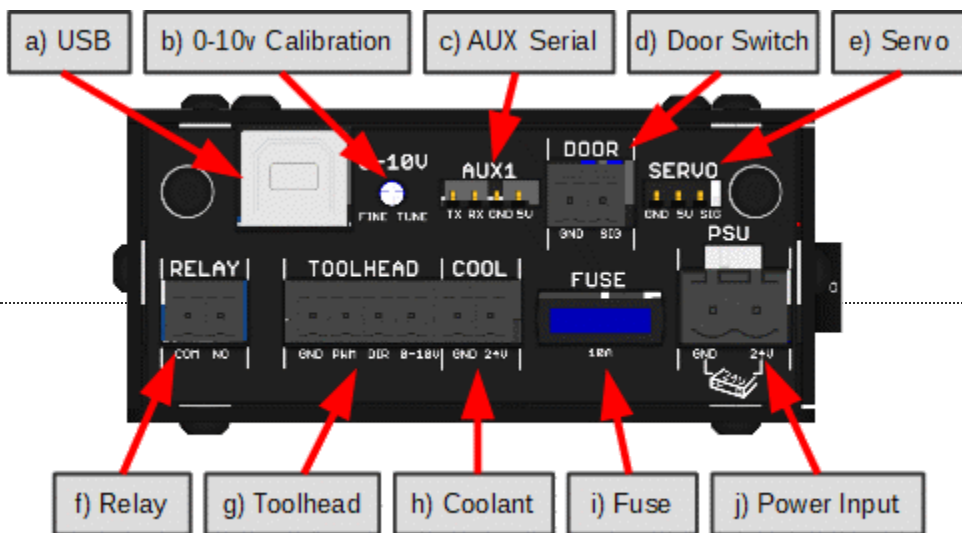 a) USB
b) 0-10v Calibration
c) AUX Serial
d) Door Switch
e) Servo
0-10V
FINE TUNE
AUX1
TX RX GND 5V
DOOR
GND SIG
SERVO
GND 5V SIG
PSU
GND 24V
24V
RELAY
COM NO
TOOLHEAD
GND PWM DIR 0-10V
COOL
GND 24V
FUSE
10A
f) Relay
g) Toolhead
h) Coolant
i) Fuse
j) Power Input